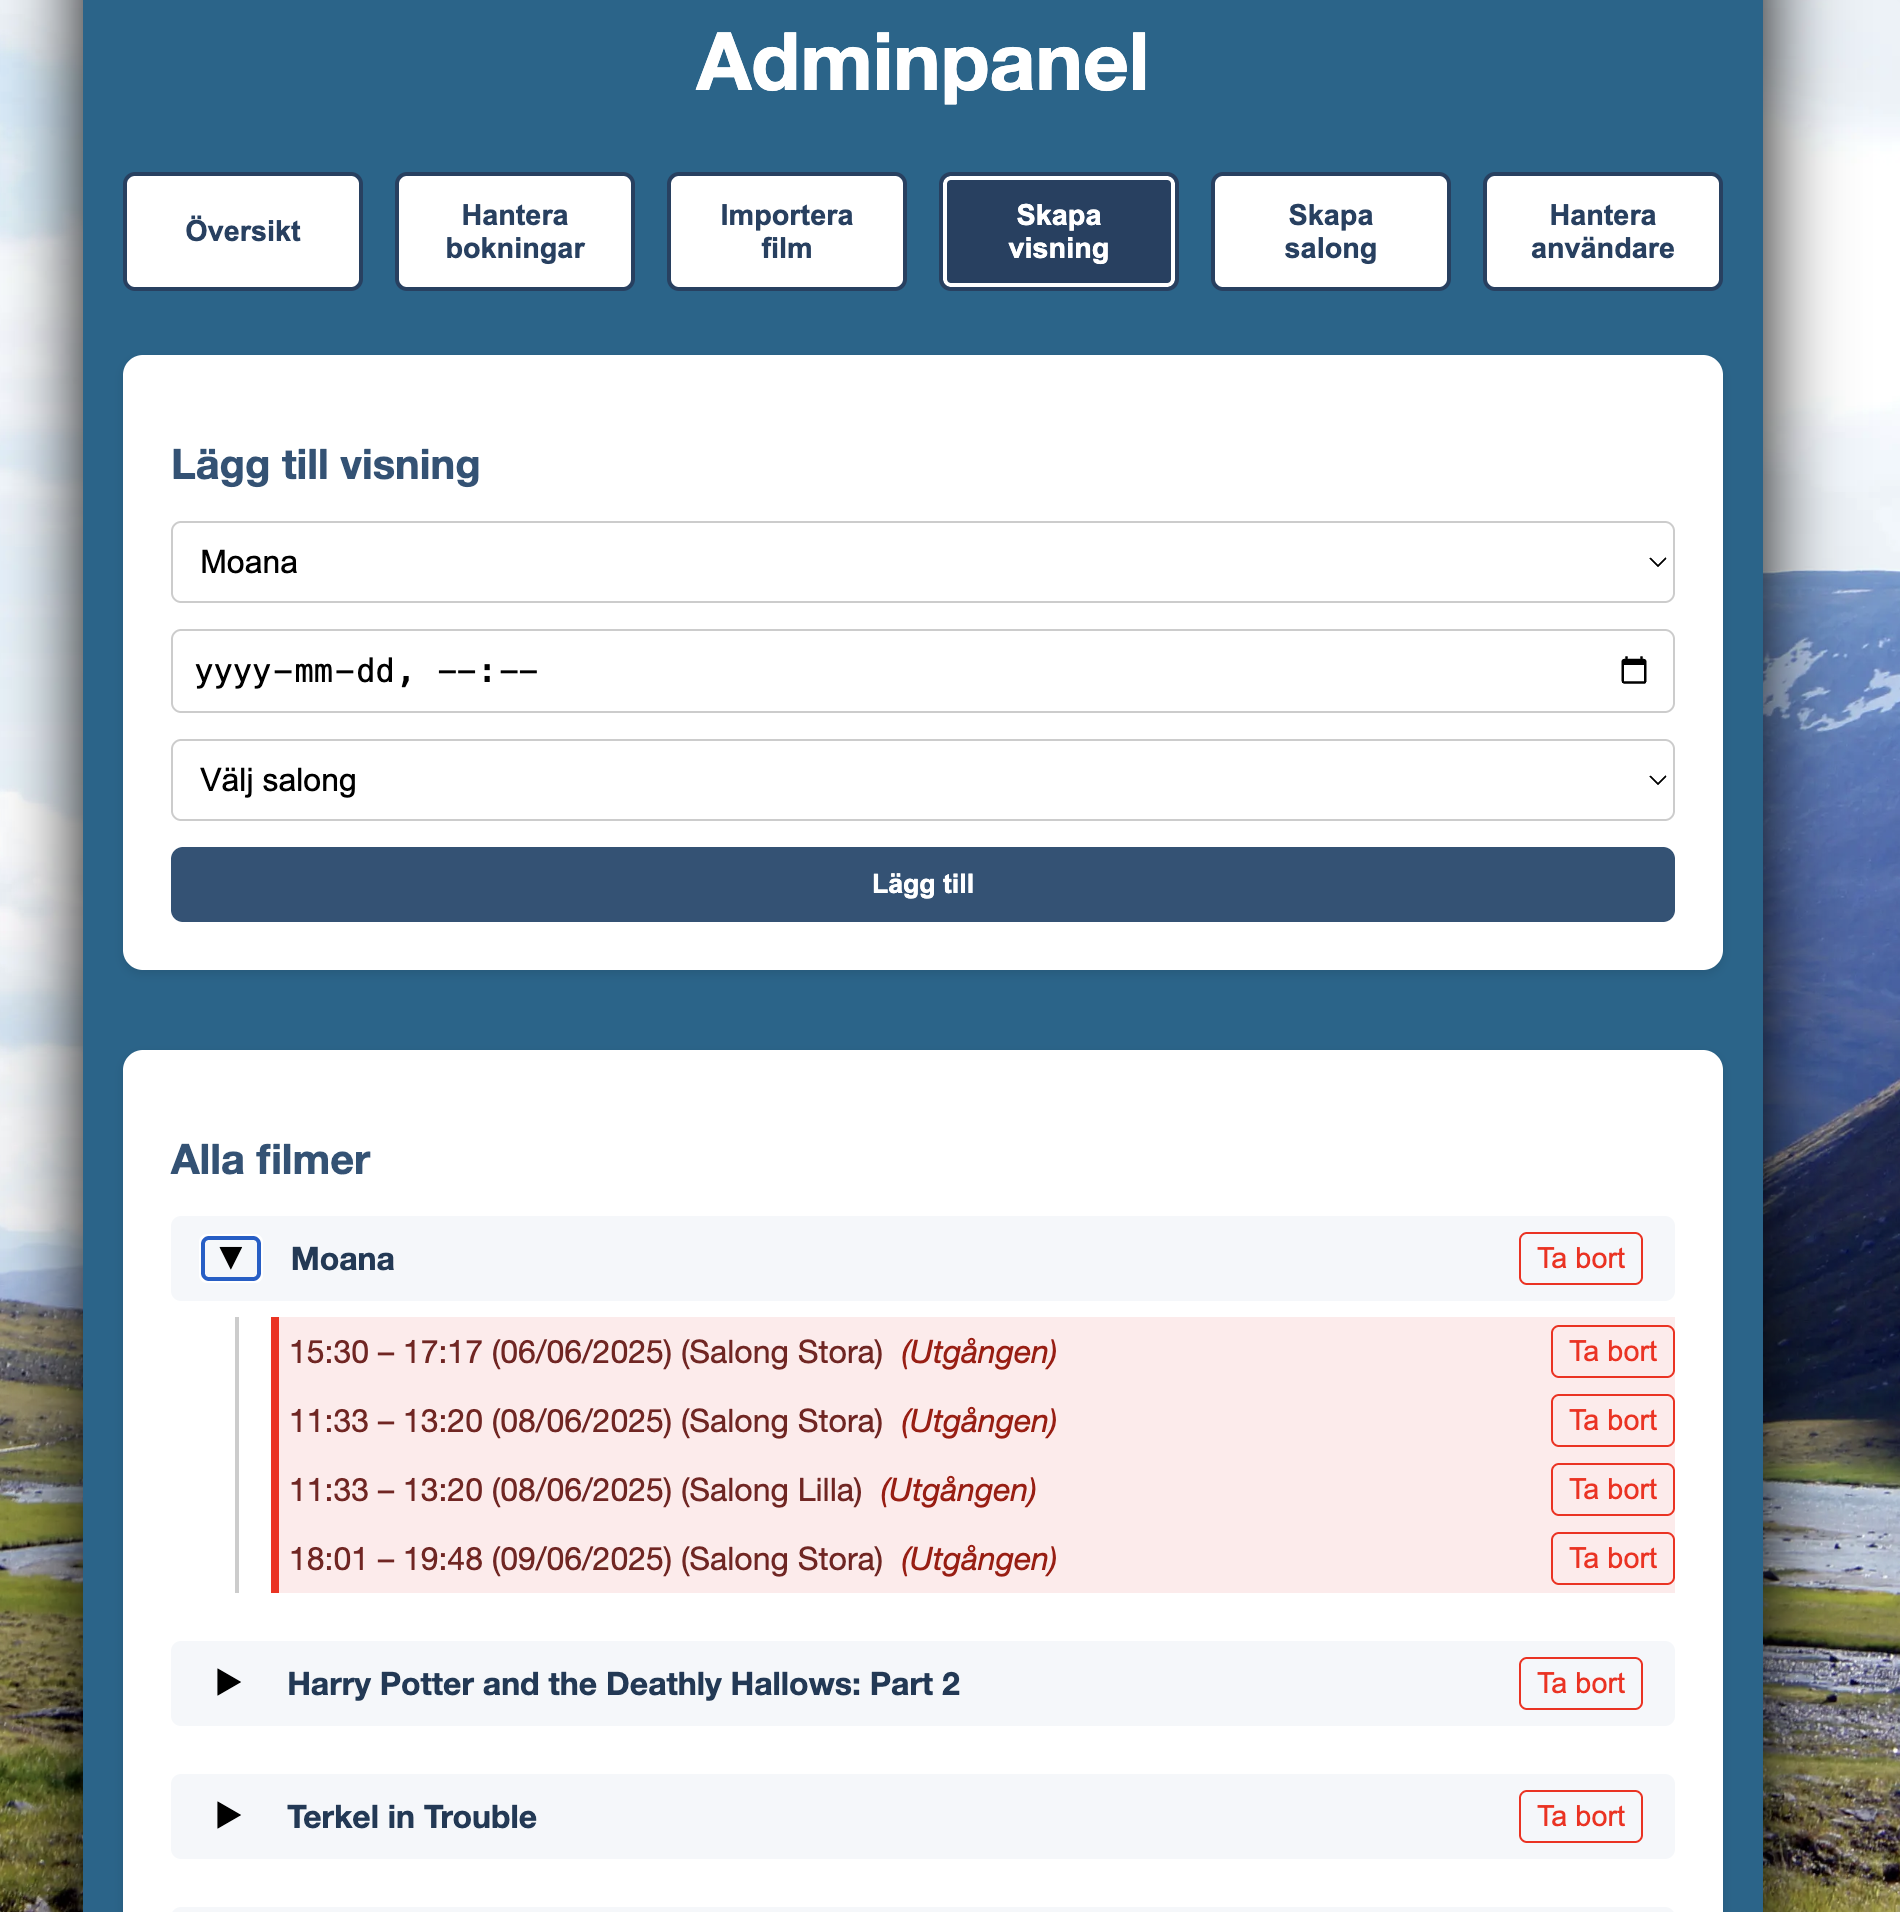 Adminpanel
Översikt
Hantera
bokningar
Importera
film
Skapa
visning
Skapa
salong
Hantera
användare
Lägg till visning
Moana
yyyy-mm-dd, --:--
Välj salong
Lägg till
Alla filmer
▼ Moana Ta bort
15:30 – 17:17 (06/06/2025) (Salong Stora) (Utgången) Ta bort
11:33 – 13:20 (08/06/2025) (Salong Stora) (Utgången) Ta bort
11:33 – 13:20 (08/06/2025) (Salong Lilla) (Utgången) Ta bort
18:01 – 19:48 (09/06/2025) (Salong Stora) (Utgången) Ta bort
▶ Harry Potter and the Deathly Hallows: Part 2 Ta bort
▶ Terkel in Trouble Ta bort